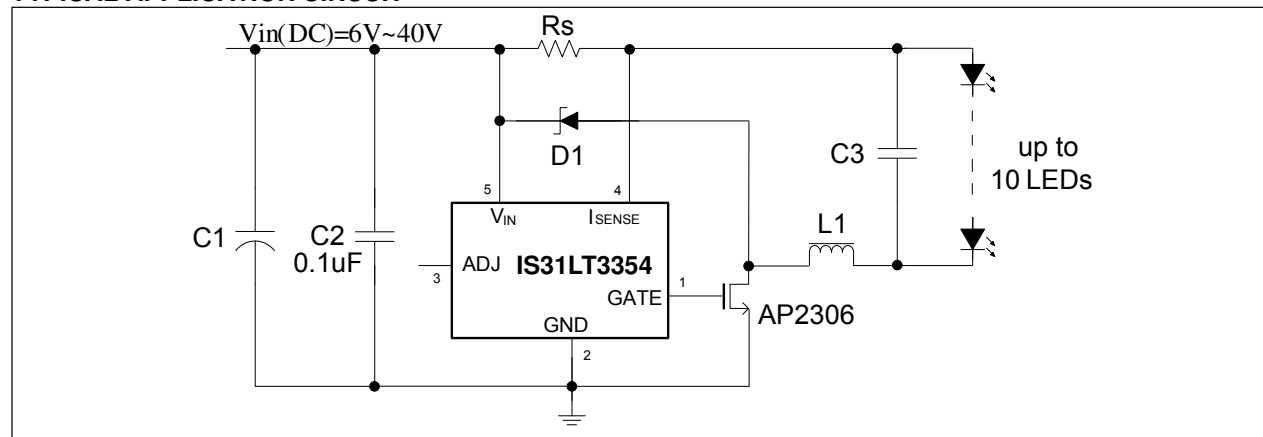 Vin(DC)=6V~40V
Rs
D1
C3
up to
10 LEDs
5
4
VIN
ISENSE
L1
C1
C2
0.1uF
ADJ
IS31LT3354
3
1
GATE
AP2306
GND
2